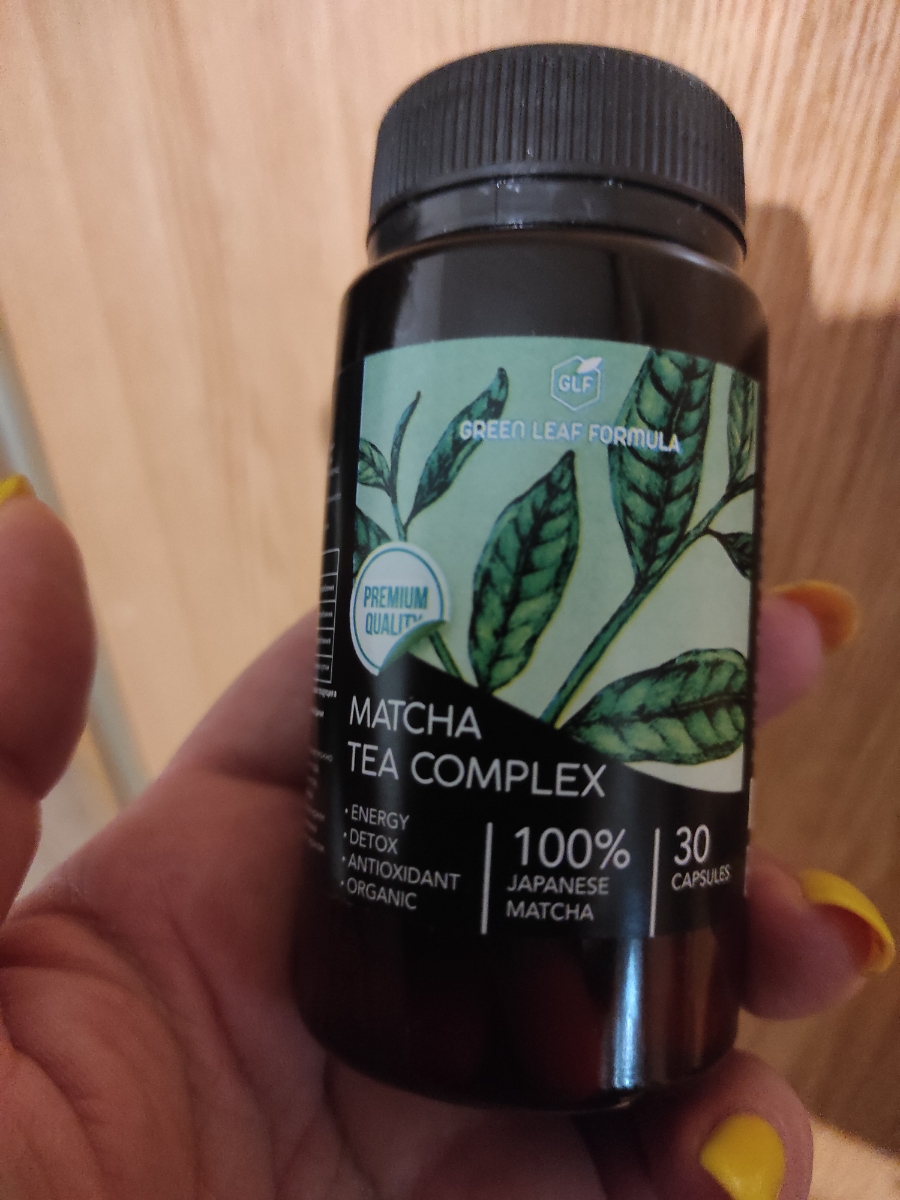 GLF
GREEN LEAF FORMULA
PREMIUM
QUALITY
MATCHA
TEA COMPLEX
• ENERGY
• DETOX
• ANTIOXIDANT
• ORGANIC
100%
JAPANESE
MATCHA
30
CAPSULES